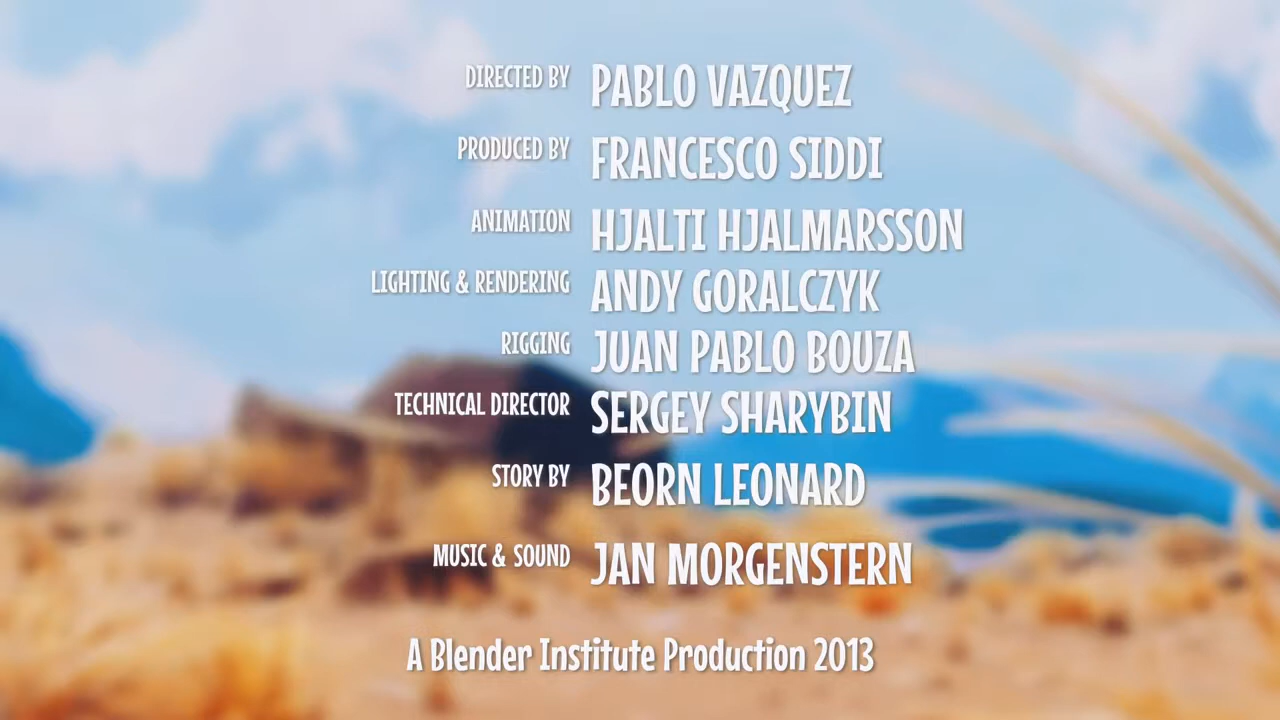 DIRECTED BY PABLO VAZQUEZ
PRODUCED BY FRANCESCO SIDDI
ANIMATION HJALTI HJALMARSSON
LIGHTING & RENDERING ANDY GORALCZYK
RIGGING JUAN PABLO BOUZA
TECHNICAL DIRECTOR SERGEY SHARYBIN
STORY BY BEORN LEONARD
MUSIC & SOUND JAN MORGENSTERN
A Blender Institute Production 2013